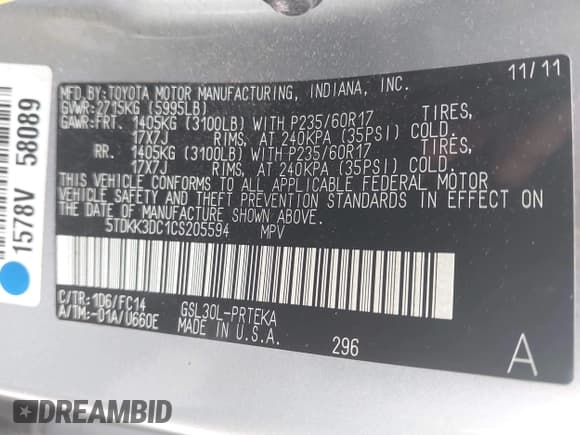 MFD.BY:TOYOTA MOTOR MANUFACTURING, INDIANA, INC. 11/11
GVWR:2715KG (5995LB)
GAWR:FRT. 1405KG (3100LB) WITH P235/60R17 TIRES,
17X7J RIMS, AT 240KPA (35PSI) COLD.
RR. 1405KG (3100LB) WITH P235/60R17 TIRES,
17X7J RIMS, AT 240KPA (35PSI) COLD.
THIS VEHICLE CONFORMS TO ALL APPLICABLE FEDERAL MOTOR
VEHICLE SAFETY AND THEFT PREVENTION STANDARDS IN EFFECT ON
THE DATE OF MANUFACTURE SHOWN ABOVE.
5TDKK3DC1CS205594 MPV
C/TR:1D6/FC14 GSL30L-PRTEKA
A/TM:-01A/U660E MADE IN U.S.A. 296 A
1578V 58089
DREAMBID